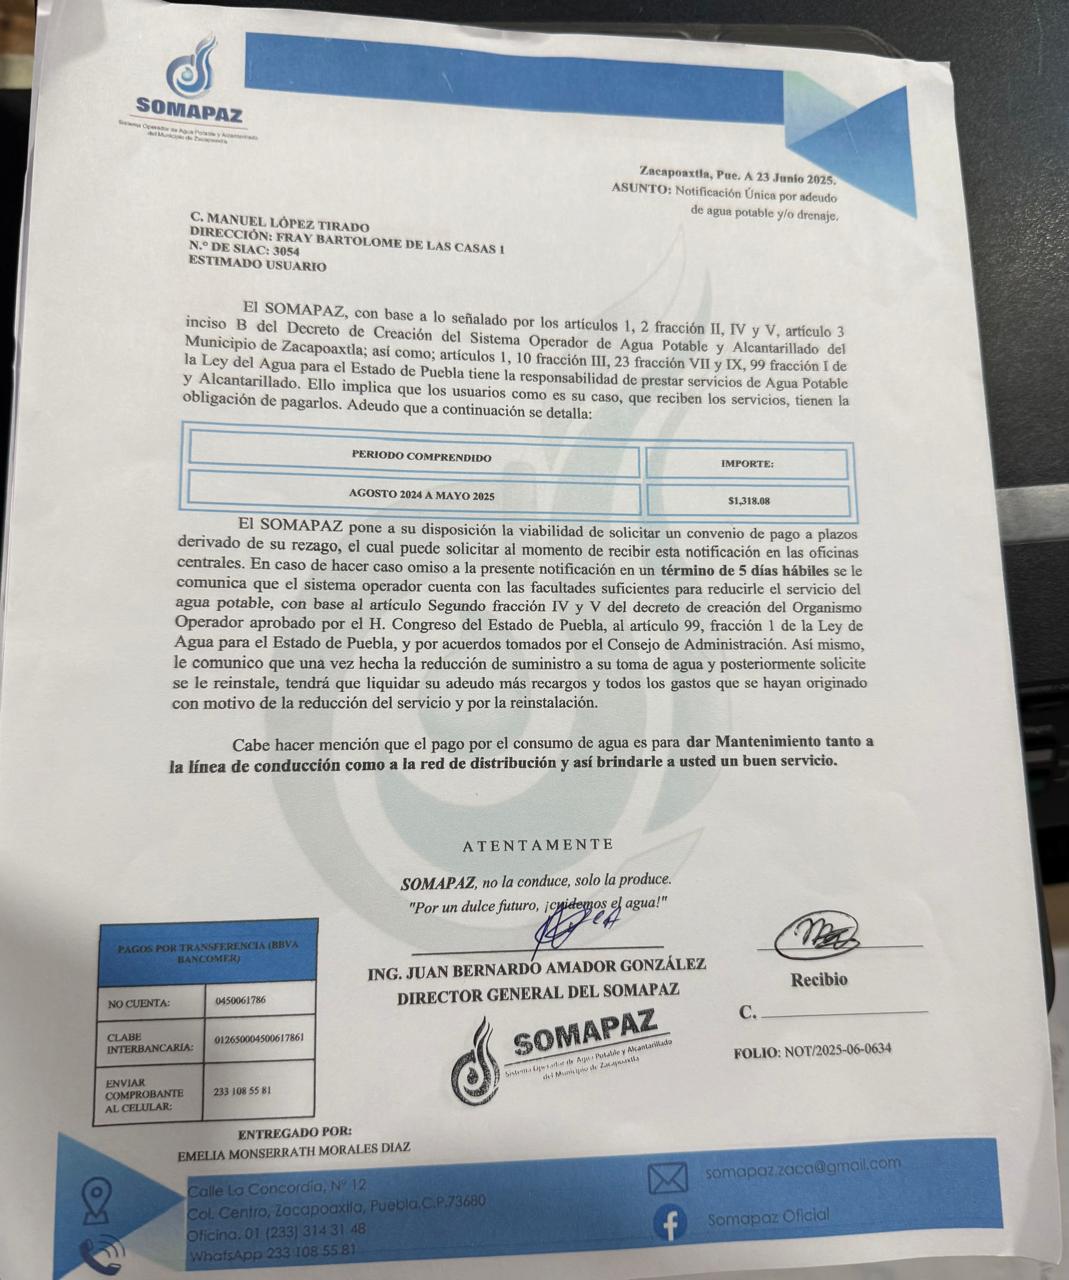 SOMAPAZ
Sistema Operador de Agua Potable y Alcantarillado
del Municipio de Zacapoaxtla
Zacapoaxtla, Pue. A 23 Junio 2025.
ASUNTO: Notificación Única por adeudo
de agua potable y/o drenaje.
C. MANUEL LÓPEZ TIRADO
DIRECCIÓN: FRAY BARTOLOME DE LAS CASAS 1
N.º DE SIAC: 3054
ESTIMADO USUARIO
El SOMAPAZ, con base a lo señalado por los artículos 1, 2 fracción II, IV y V, artículo 3
inciso B del Decreto de Creación del Sistema Operador de Agua Potable y Alcantarillado del
Municipio de Zacapoaxtla; así como; artículos 1, 10 fracción III, 23 fracción VII y IX, 99 fracción I de
la Ley del Agua para el Estado de Puebla tiene la responsabilidad de prestar servicios de Agua Potable
y Alcantarillado. Ello implica que los usuarios como es su caso, que reciben los servicios, tienen la
obligación de pagarlos. Adeudo que a continuación se detalla:
PERIODO COMPRENDIDO IMPORTE:
AGOSTO 2024 A MAYO 2025 $1,318.08
El SOMAPAZ pone a su disposición la viabilidad de solicitar un convenio de pago a plazos
derivado de su rezago, el cual puede solicitar al momento de recibir esta notificación en las oficinas
centrales. En caso de hacer caso omiso a la presente notificación en un término de 5 días hábiles se le
comunica que el sistema operador cuenta con las facultades suficientes para reducirle el servicio del
agua potable, con base al artículo Segundo fracción IV y V del decreto de creación del Organismo
Operador aprobado por el H. Congreso del Estado de Puebla, al artículo 99, fracción 1 de la Ley de
Agua para el Estado de Puebla, y por acuerdos tomados por el Consejo de Administración. Así mismo,
le comunico que una vez hecha la reducción de suministro a su toma de agua y posteriormente solicite
se le reinstale, tendrá que liquidar su adeudo más recargos y todos los gastos que se hayan originado
con motivo de la reducción del servicio y por la reinstalación.
Cabe hacer mención que el pago por el consumo de agua es para dar Mantenimiento tanto a
la línea de conducción como a la red de distribución y así brindarle a usted un buen servicio.
ATENTAMENTE
SOMAPAZ, no la conduce, solo la produce.
"Por un dulce futuro, ¡cuidemos el agua!"
ING. JUAN BERNARDO AMADOR GONZÁLEZ
DIRECTOR GENERAL DEL SOMAPAZ
SOMAPAZ
Sistema Operador de Agua Potable y Alcantarillado
del Municipio de Zacapoaxtla
Recibio
C.
FOLIO: NOT/2025-06-0634
PAGOS POR TRANSFERENCIA (BBVA
BANCOMER)
NO CUENTA: 0450061786
CLABE
INTERBANCARIA: 012650004500617861
ENVIAR
COMPROBANTE
AL CELULAR: 233 108 55 81
ENTREGADO POR:
EMELIA MONSERRATH MORALES DIAZ
Calle La Concordia, Nº 12
Col. Centro, Zacapoaxtla, Puebla.C.P.73680
Oficina. 01 (233) 314 31 48
WhatsApp 233 108 55 81
somapaz.zaca@gmail.com
Somapaz Oficial